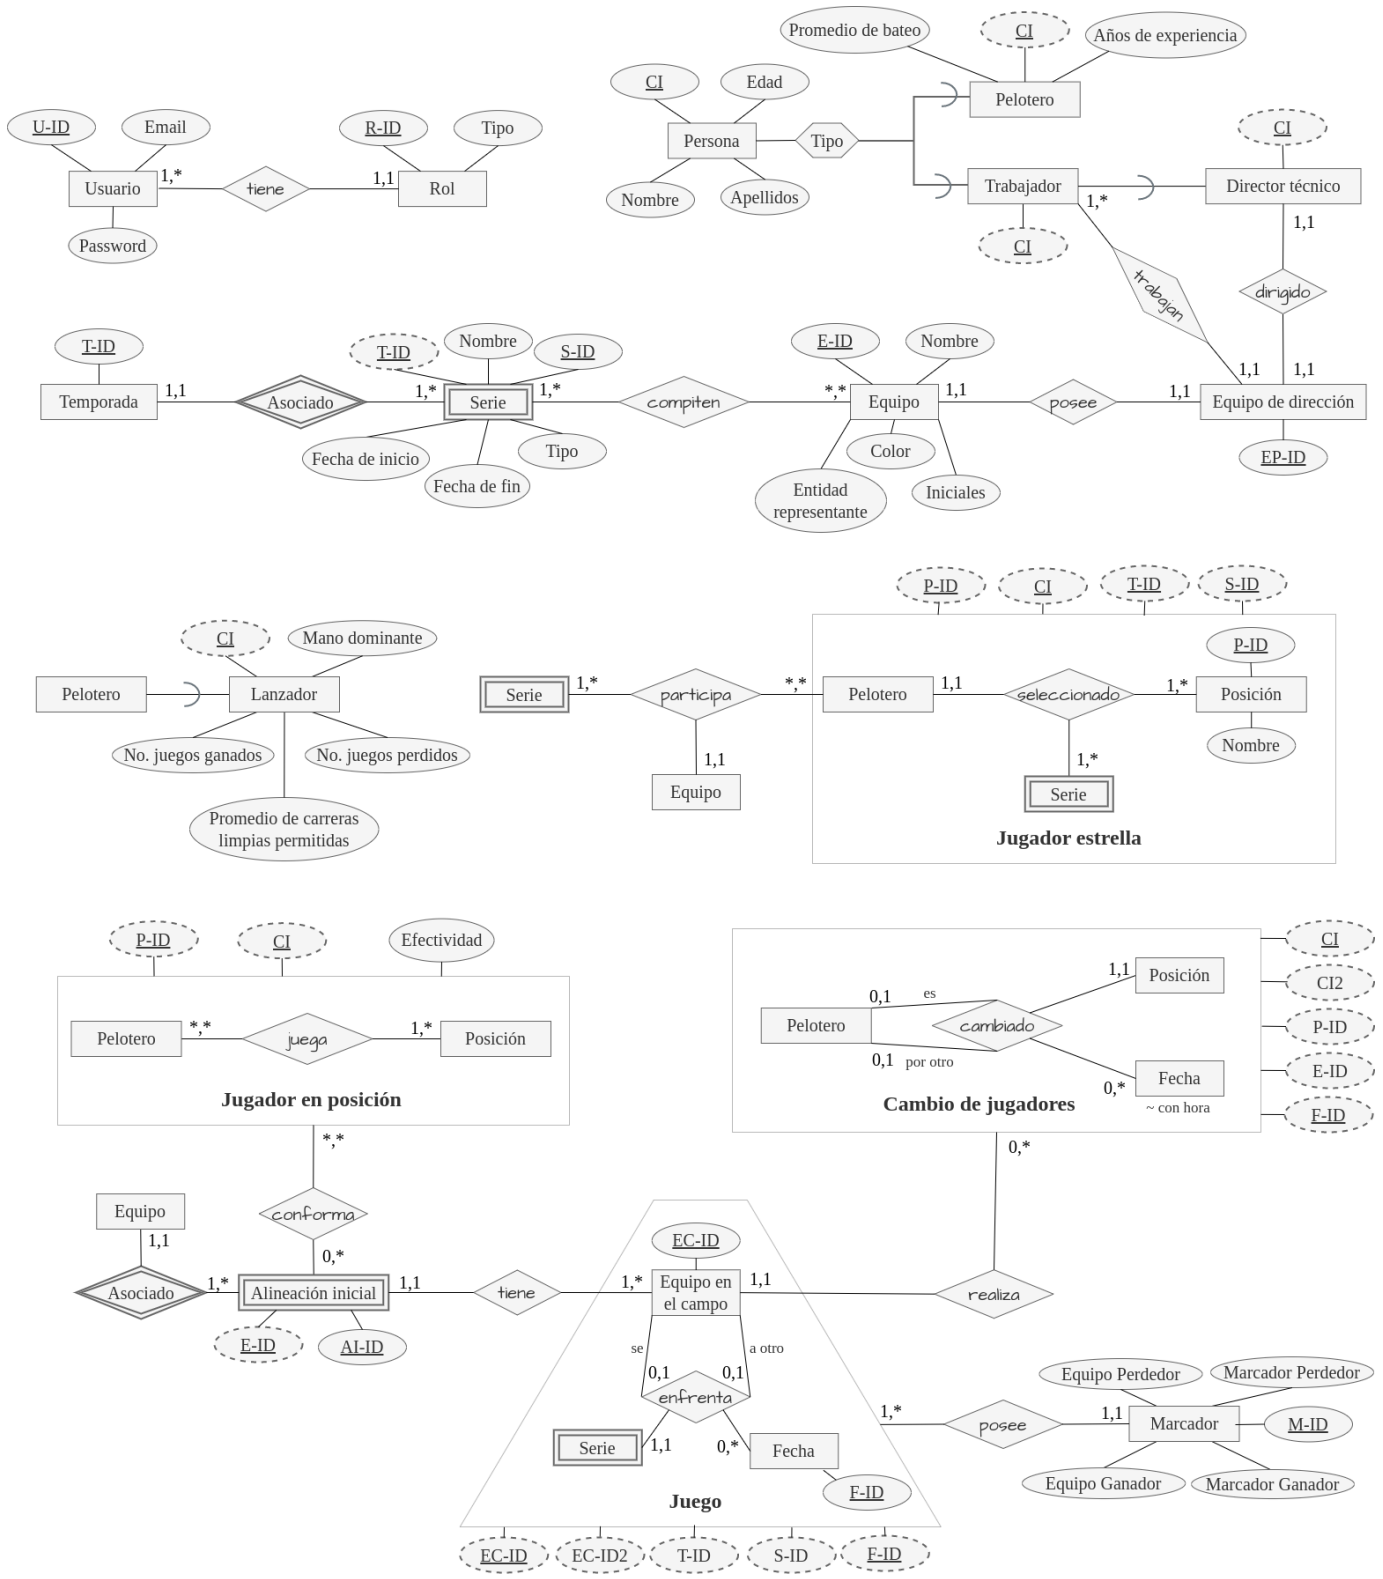 Promedio de bateo
CI
Años de experiencia
CI
Edad
Pelotero
U-ID
Email
R-ID
Tipo
Persona
Tipo
CI
Usuario
1,*
tiene
1,1
Rol
Nombre
Apellidos
Trabajador
1,*
Director técnico
Password
CI
1,1
trabajan
dirigido
T-ID
T-ID
Nombre
S-ID
E-ID
Nombre
1,1
1,1
Temporada
1,1
Asociado
1,*
Serie
1,*
compiten
*,*
Equipo
1,1
posee
1,1
Equipo de dirección
Fecha de inicio
Fecha de fin
Tipo
Color
Entidad
representante
Iniciales
EP-ID
P-ID
CI
T-ID
S-ID
CI
Mano dominante
P-ID
Pelotero
Lanzador
Serie
1,*
participa
*,*
Pelotero
1,1
seleccionado
1,*
Posición
No. juegos ganados
No. juegos perdidos
1,1
1,*
Nombre
Equipo
Serie
Promedio de carreras
limpias permitidas
Jugador estrella
P-ID
CI
Efectividad
CI
CI2
P-ID
E-ID
F-ID
Pelotero
*,*
juega
1,*
Posición
Jugador en posición
Pelotero
0,1
es
cambiado
0,1
por otro
1,1
Posición
0,*
Fecha
~ con hora
Cambio de jugadores
*,*
0,*
Equipo
1,1
conforma
0,*
Asociado
1,*
Alineación inicial
1,1
tiene
1,*
EC-ID
Equipo en
el campo
1,1
realiza
E-ID
AI-ID
se
a otro
0,1
0,1
enfrenta
Serie
1,1
0,*
Fecha
F-ID
Juego
1,*
posee
1,1
Equipo Perdedor
Marcador Perdedor
Marcador
M-ID
Equipo Ganador
Marcador Ganador
EC-ID
EC-ID2
T-ID
S-ID
F-ID